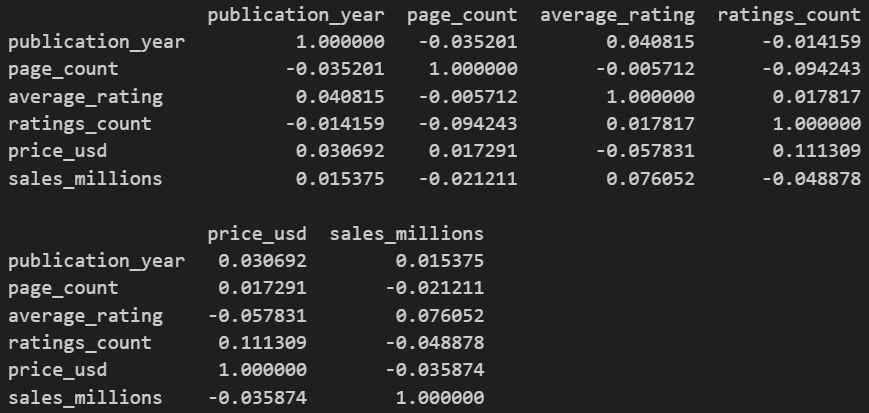 publication_year page_count average_rating ratings_count
publication_year 1.000000 -0.035201 0.040815 -0.014159
page_count -0.035201 1.000000 -0.005712 -0.094243
average_rating 0.040815 -0.005712 1.000000 0.017817
ratings_count -0.014159 -0.094243 0.017817 1.000000
price_usd 0.030692 0.017291 -0.057831 0.111309
sales_millions 0.015375 -0.021211 0.076052 -0.048878
price_usd sales_millions
publication_year 0.030692 0.015375
page_count 0.017291 -0.021211
average_rating -0.057831 0.076052
ratings_count 0.111309 -0.048878
price_usd 1.000000 -0.035874
sales_millions -0.035874 1.000000